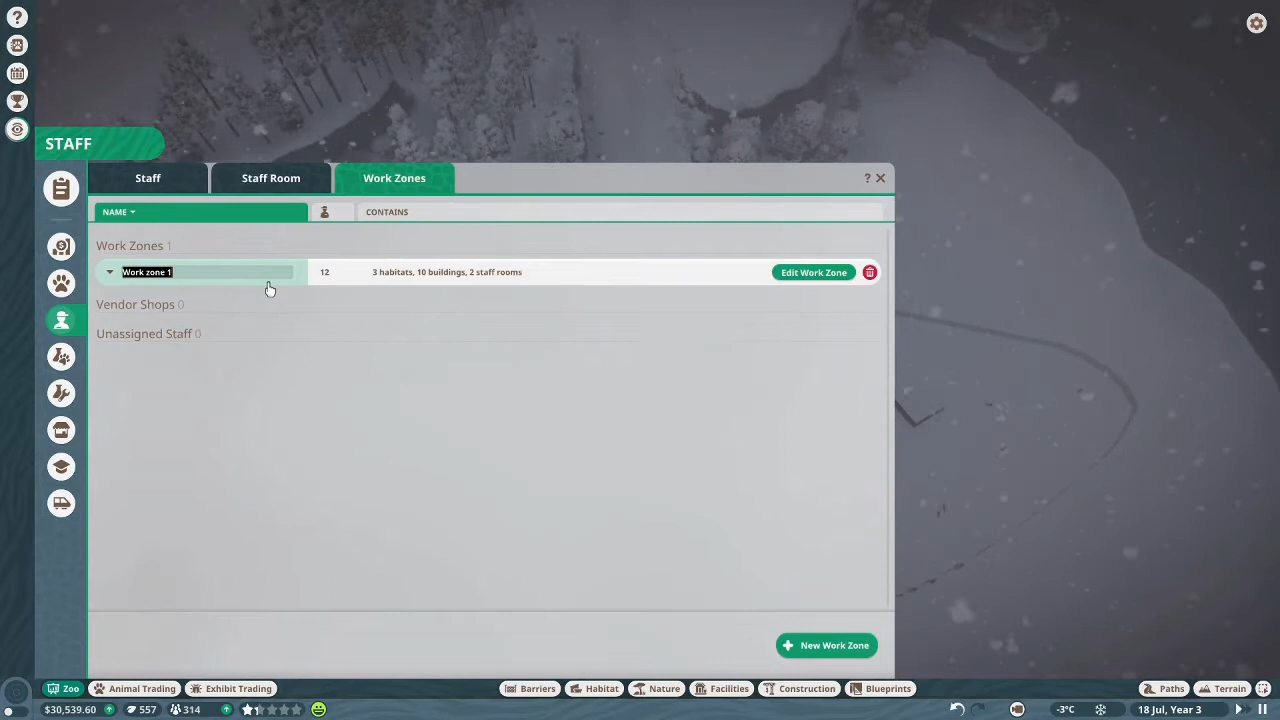 STAFF
Staff
Staff Room
Work Zones
?
NAME
CONTAINS
Work Zones 1
Work zone 1
12
3 habitats, 10 buildings, 2 staff rooms
Edit Work Zone
Vendor Shops 0
Unassigned Staff 0
+ New Work Zone
Zoo
Animal Trading
Exhibit Trading
Barriers
Habitat
Nature
Facilities
Construction
Blueprints
Paths
Terrain
$30,539.60
557
314
-3°C
18 Jul, Year 3